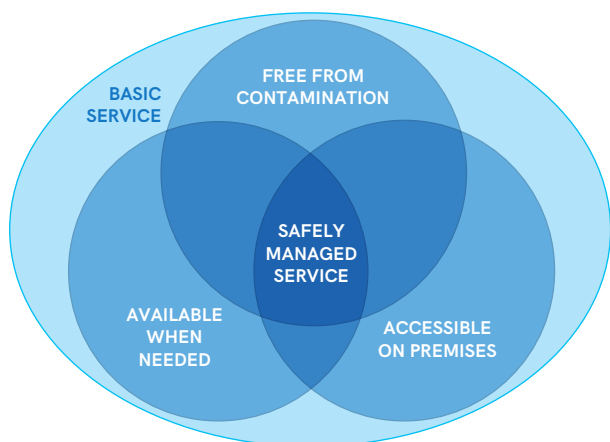 FREE FROM
CONTAMINATION
BASIC
SERVICE
SAFELY
MANAGED
SERVICE
AVAILABLE
WHEN
NEEDED
ACCESSIBLE
ON PREMISES